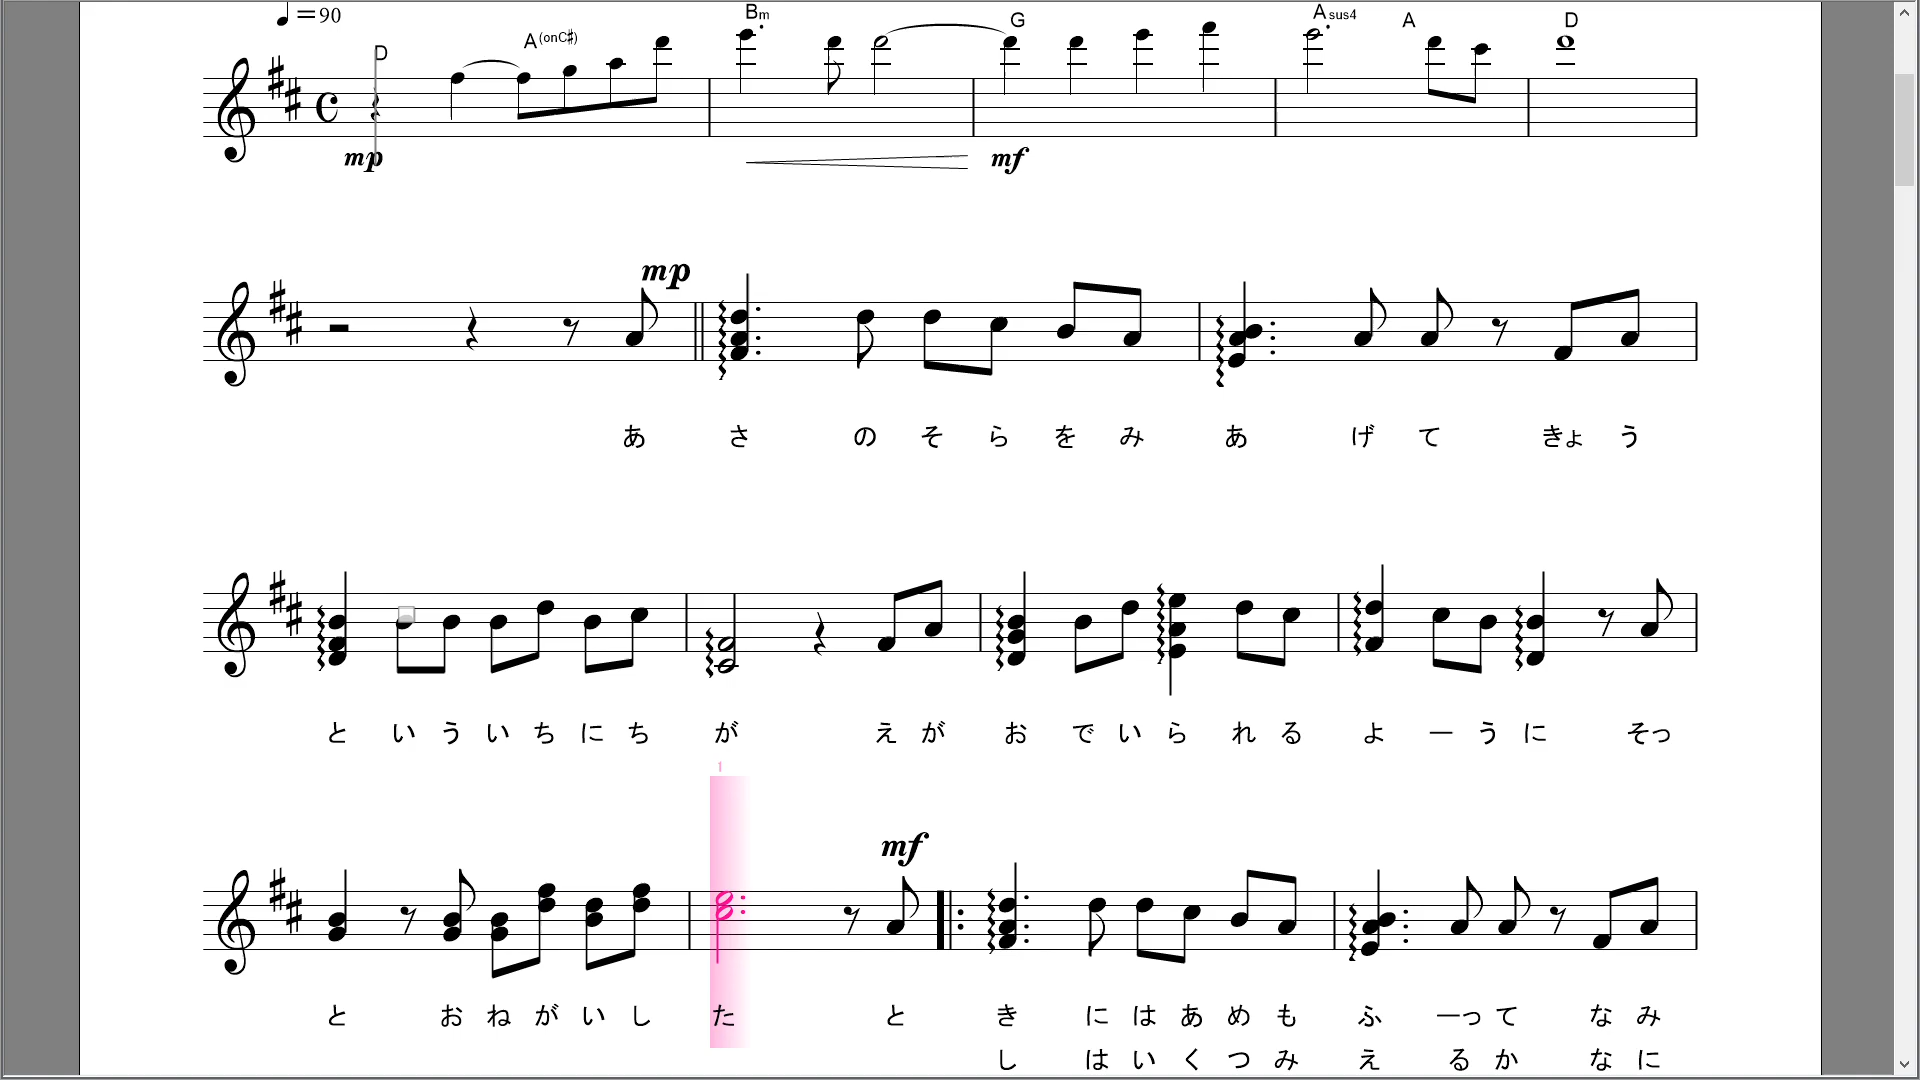 =90
D A(onC♯) Bm G Asus4 A D
mp mf
mp
あ さ の そ ら を み あ げ て きょ う
と い う い ち に ち が え が お で い ら れ る よ ー う に そっ
1
mf
と お ね が い し た と き に は あ め も ふ ーっ て な み
し は い く つ み え る か な に